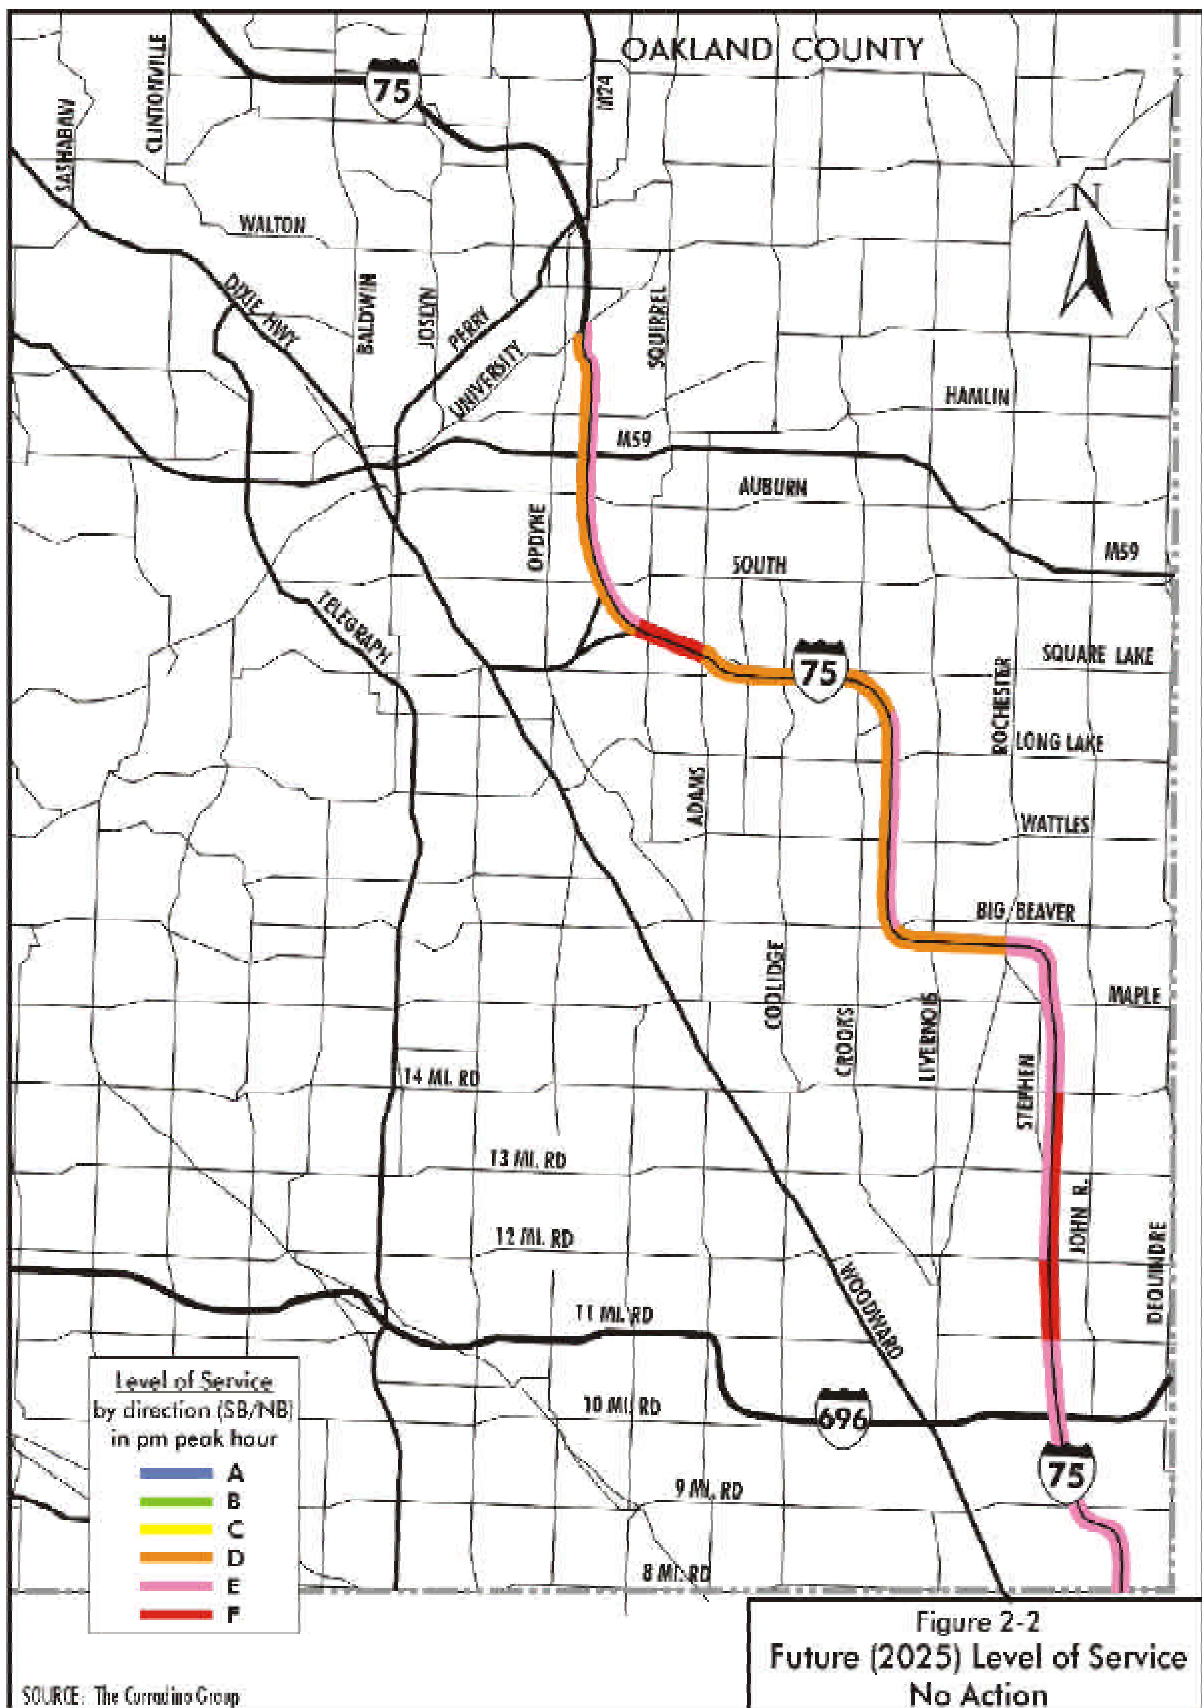 OAKLAND COUNTY
CLINTONVILLE
SASHABAW
75
M24
N
WALTON
DIXIE HWY
BALDWIN
JOSLYN
PERRY
UNIVERSITY
SQUIRREL
HAMLIN
M59
AUBURN
OPDYKE
SOUTH
M59
TELEGRAPH
75
SQUARE LAKE
ROCHESTER
LONG LAKE
ADAMS
WATTLES
BIG BEAVER
COOLIDGE
CROOKS
LIVERNOIS
MAPLE
STEPHEN
14 MI. RD
13 MI. RD
JOHN R.
12 MI. RD
DEQUINDRE
WOODWARD
11 MI. RD
10 MI. RD
696
75
9 MI. RD
8 MI. RD
Level of Service
by direction (SB/NB)
in pm peak hour
A
B
C
D
E
F
Figure 2-2
Future (2025) Level of Service
No Action
SOURCE: The Corradino Group